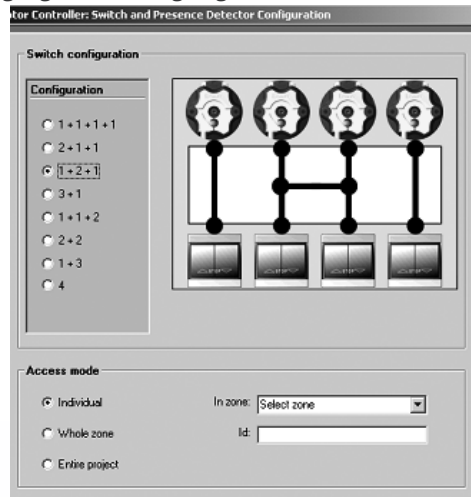 tor Controller: Switch and Presence Detector Configuration
Switch configuration
Configuration
1+1+1+1
2+1+1
1+2+1
3+1
1+1+2
2+2
1+3
4
Access mode
Individual
In zone: Select zone
Whole zone
Id:
Entire project